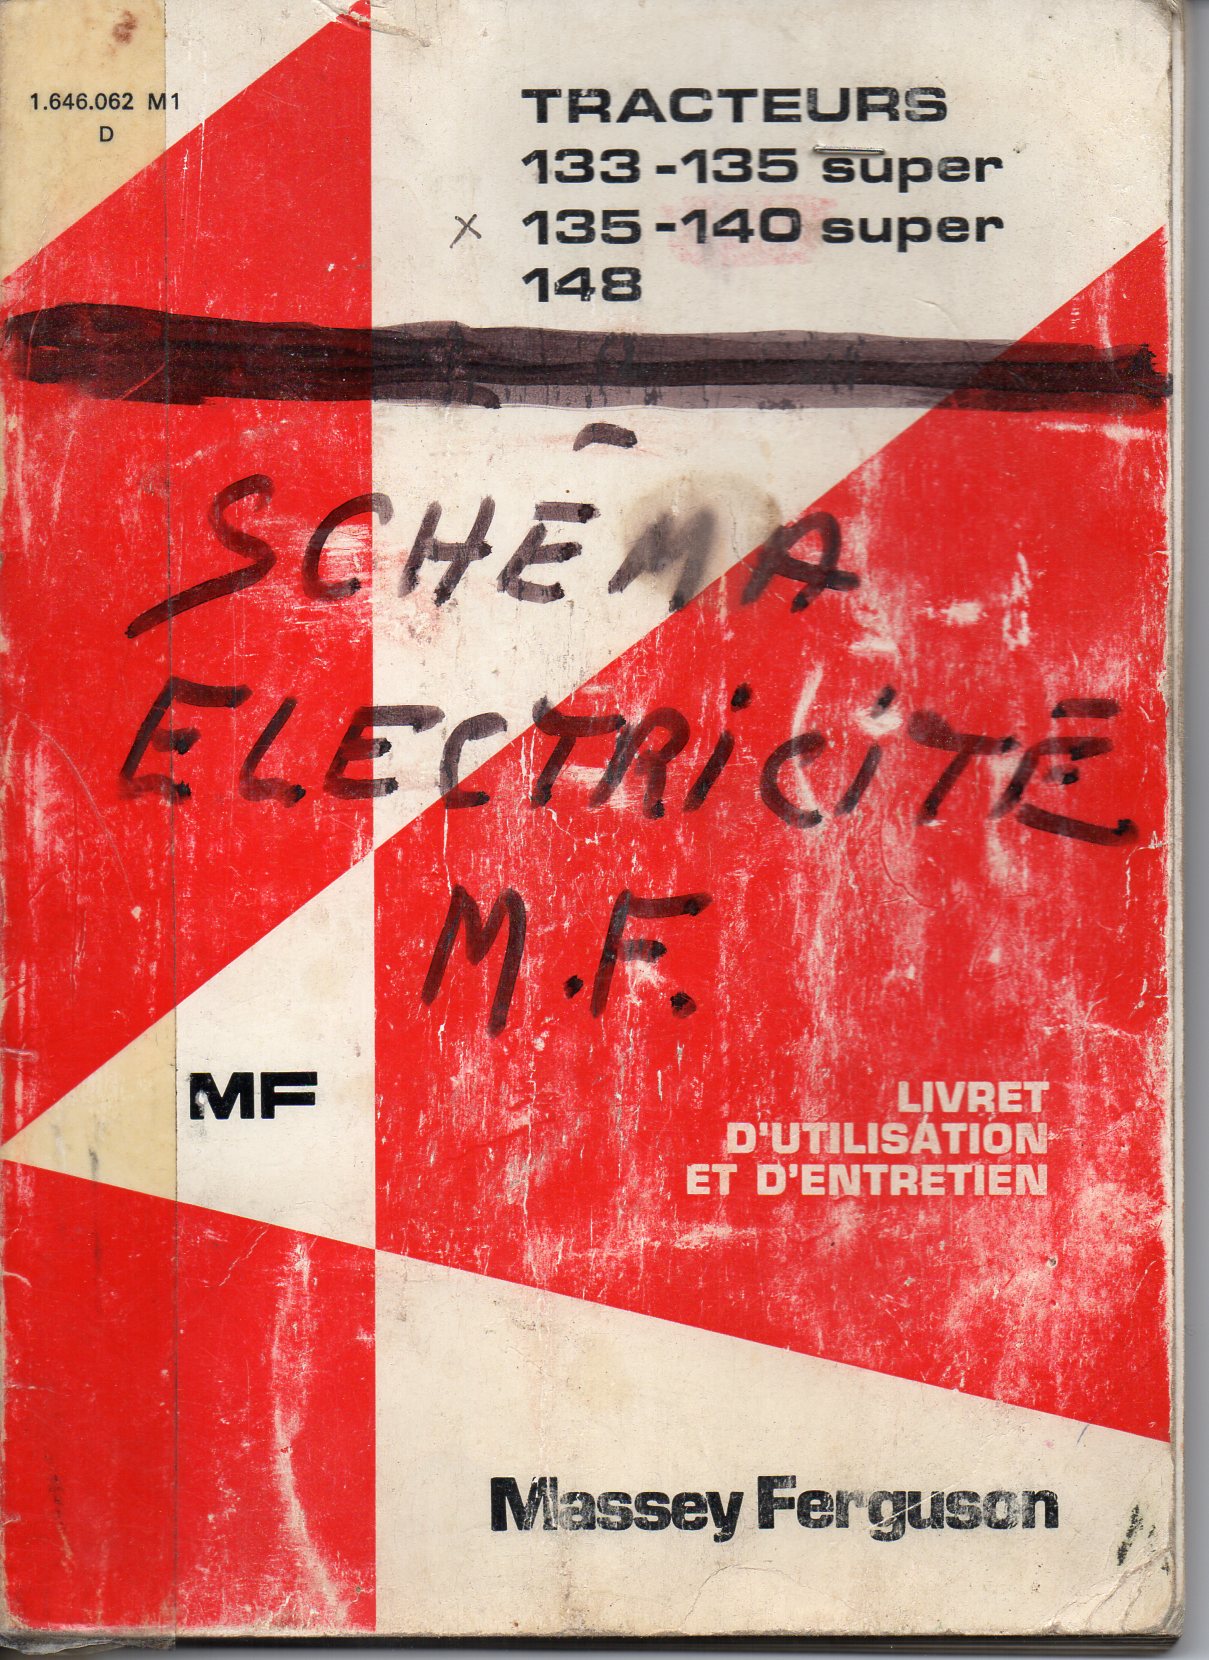 1.646.062 M1
D
TRACTEURS
133-135 super
x 135-140 super
148
SCHÉMA
ELECTRICITÉ
M.F.
MF
LIVRET
D'UTILISATION
ET D'ENTRETIEN
Massey Ferguson